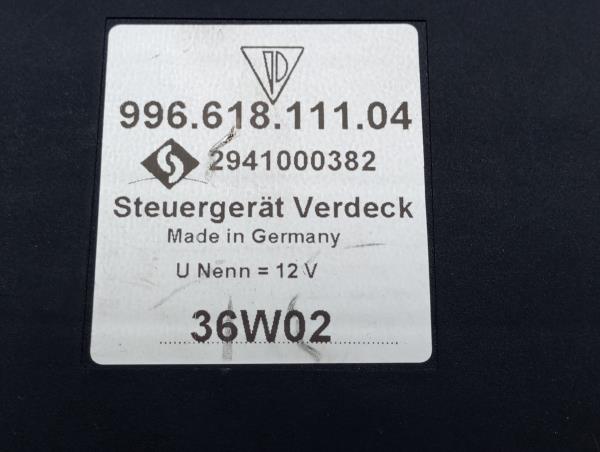 996.618.111.04
2941000382
Steuergerät Verdeck
Made in Germany
U Nenn = 12 V
36W02